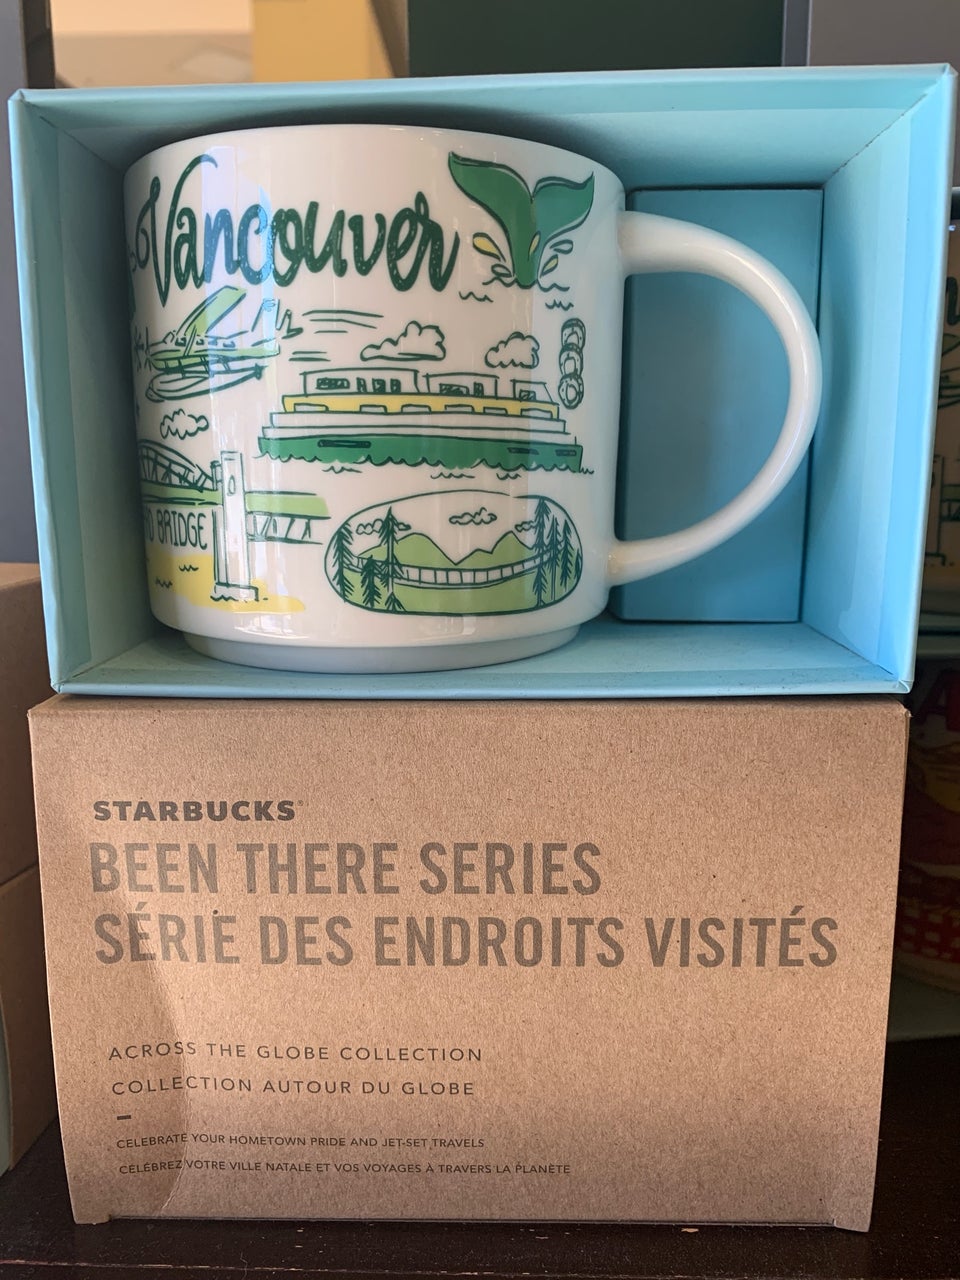 Vancouver
BRIDGE
STARBUCKS®
BEEN THERE SERIES
SÉRIE DES ENDROITS VISITÉS
ACROSS THE GLOBE COLLECTION
COLLECTION AUTOUR DU GLOBE
CELEBRATE YOUR HOMETOWN PRIDE AND JET-SET TRAVELS
CÉLÉBREZ VOTRE VILLE NATALE ET VOS VOYAGES À TRAVERS LA PLANÈTE